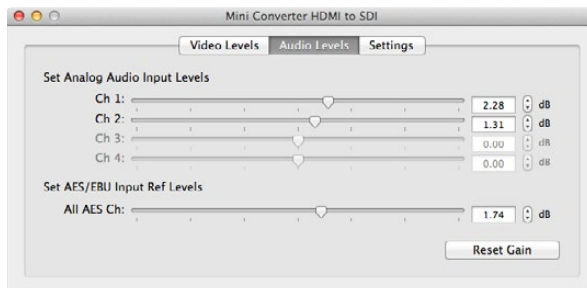 Mini Converter HDMI to SDI
Video Levels Audio Levels Settings
Set Analog Audio Input Levels
Ch 1: 2.28 dB
Ch 2: 1.31 dB
Ch 3: 0.00 dB
Ch 4: 0.00 dB
Set AES/EBU Input Ref Levels
All AES Ch: 1.74 dB
Reset Gain